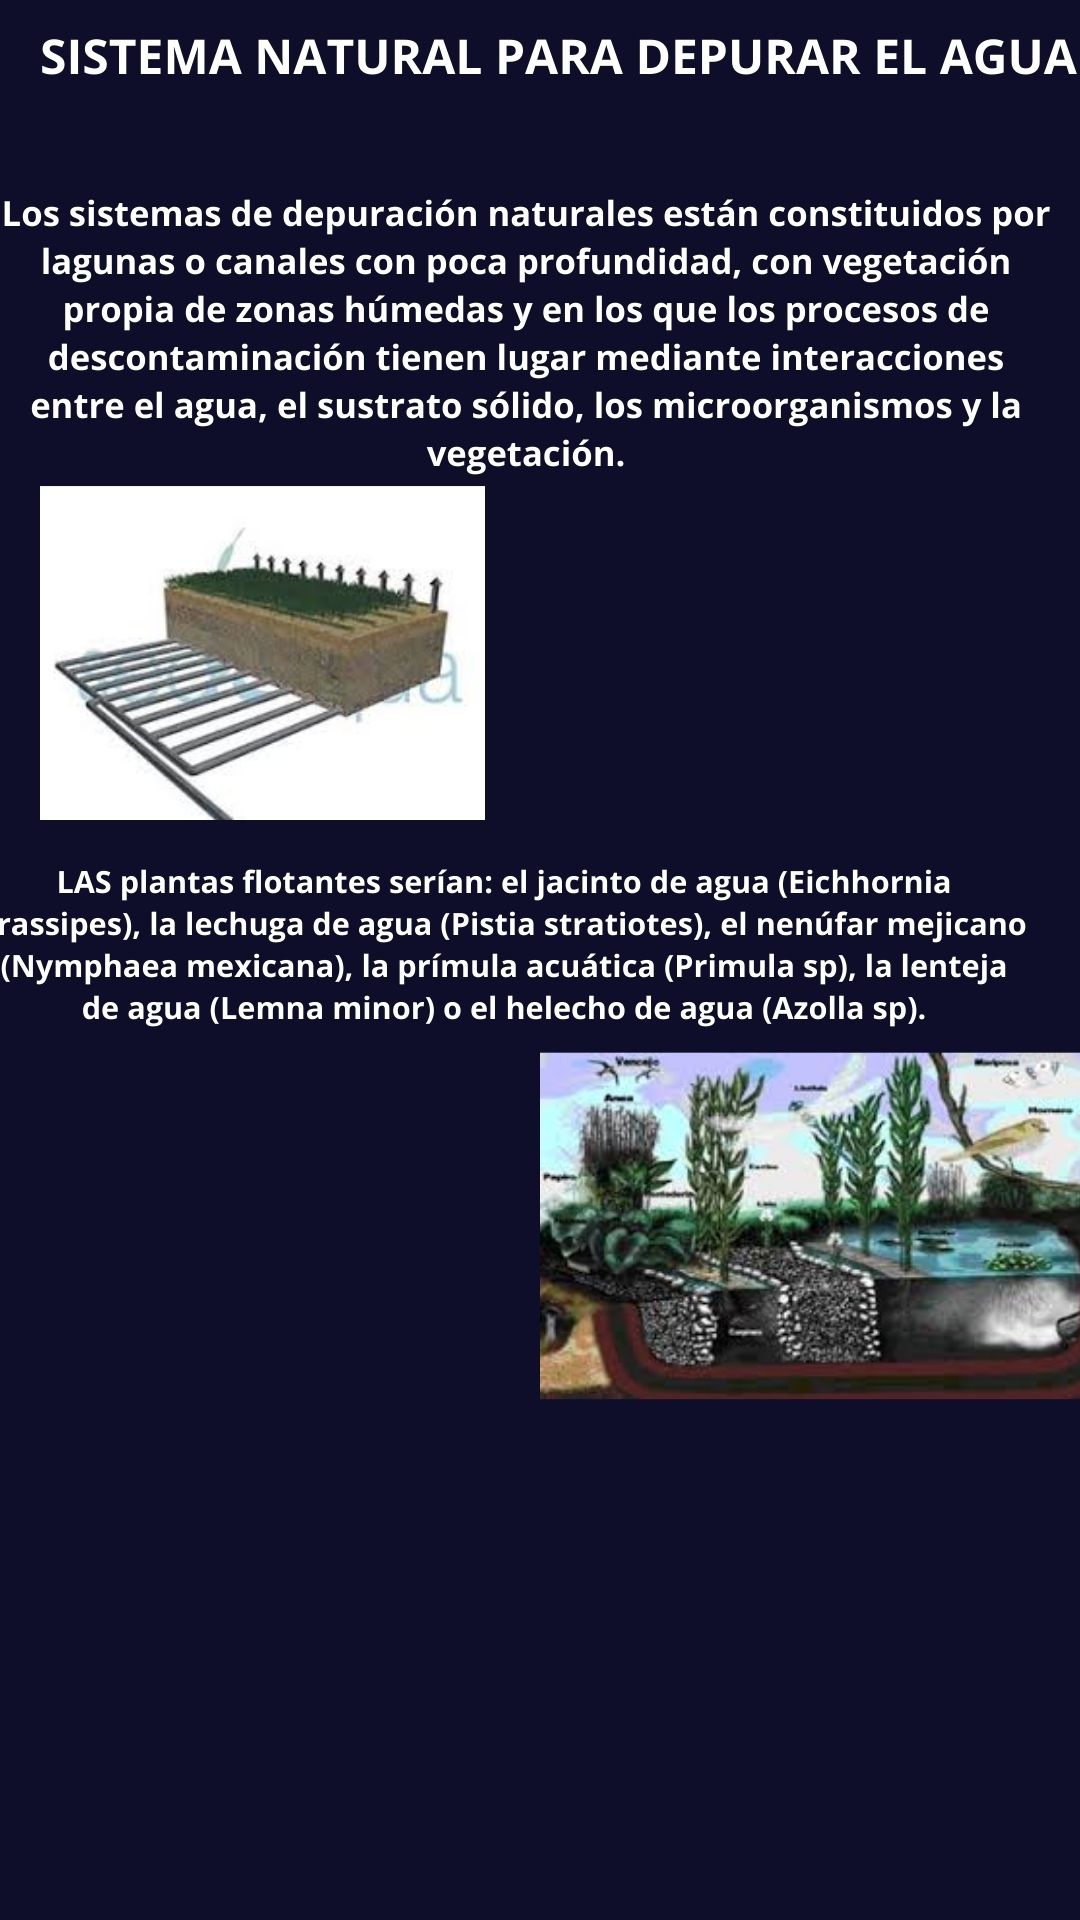 SISTEMA NATURAL PARA DEPURAR EL AGUA
Los sistemas de depuración naturales están constituidos por
lagunas o canales con poca profundidad, con vegetación
propia de zonas húmedas y en los que los procesos de
descontaminación tienen lugar mediante interacciones
entre el agua, el sustrato sólido, los microorganismos y la
vegetación.
LAS plantas flotantes serían: el jacinto de agua (Eichhornia
rassipes), la lechuga de agua (Pistia stratiotes), el nenúfar mejicano
(Nymphaea mexicana), la prímula acuática (Primula sp), la lenteja
de agua (Lemna minor) o el helecho de agua (Azolla sp).
Vencejo
Mariposa
Anea